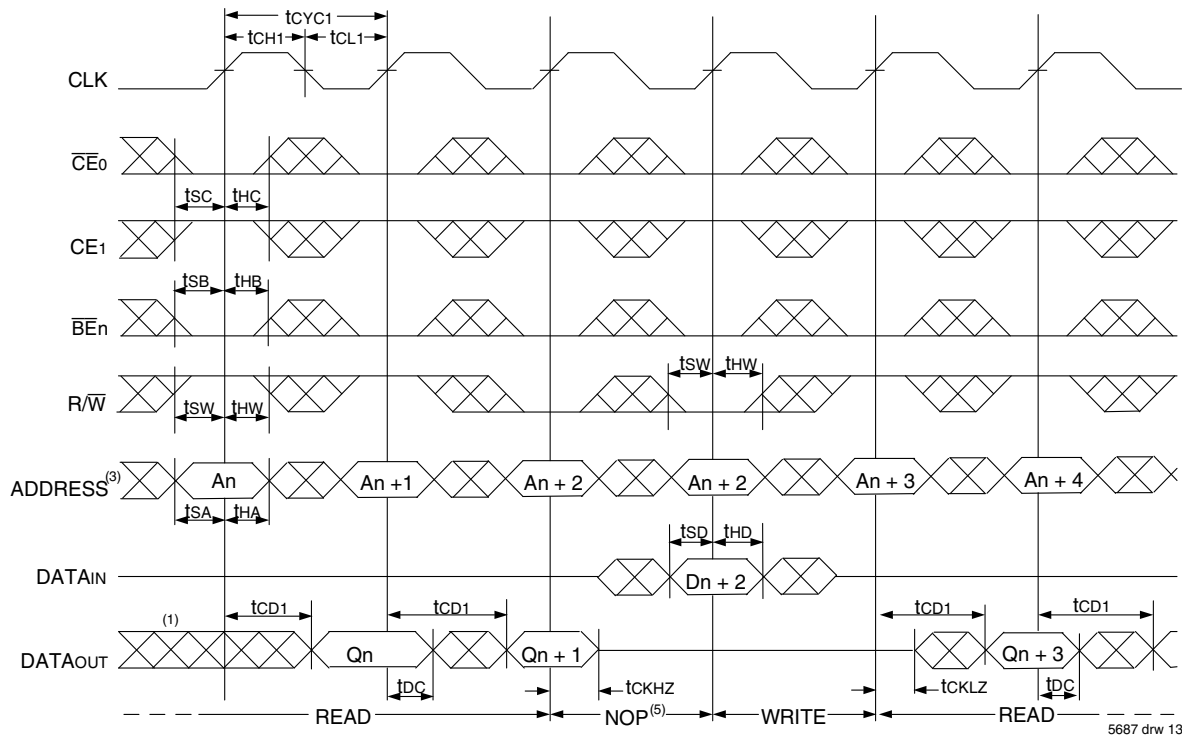 tCYC1
tCH1 tCL1
CLK
CE0
tSC tHC
CE1
tSB tHB
BEn
tSW tHW
R/W
tSW tHW
ADDRESS(3) An An +1 An + 2 An + 2 An + 3 An + 4
tSA tHA
tSD tHD
DATAIN Dn + 2
(1) tCD1 tCD1 tCD1 tCD1
DATAOUT Qn Qn + 1 Qn + 3
tDC tCKHZ tCKLZ tDC
READ NOP(5) WRITE READ
5687 drw 13